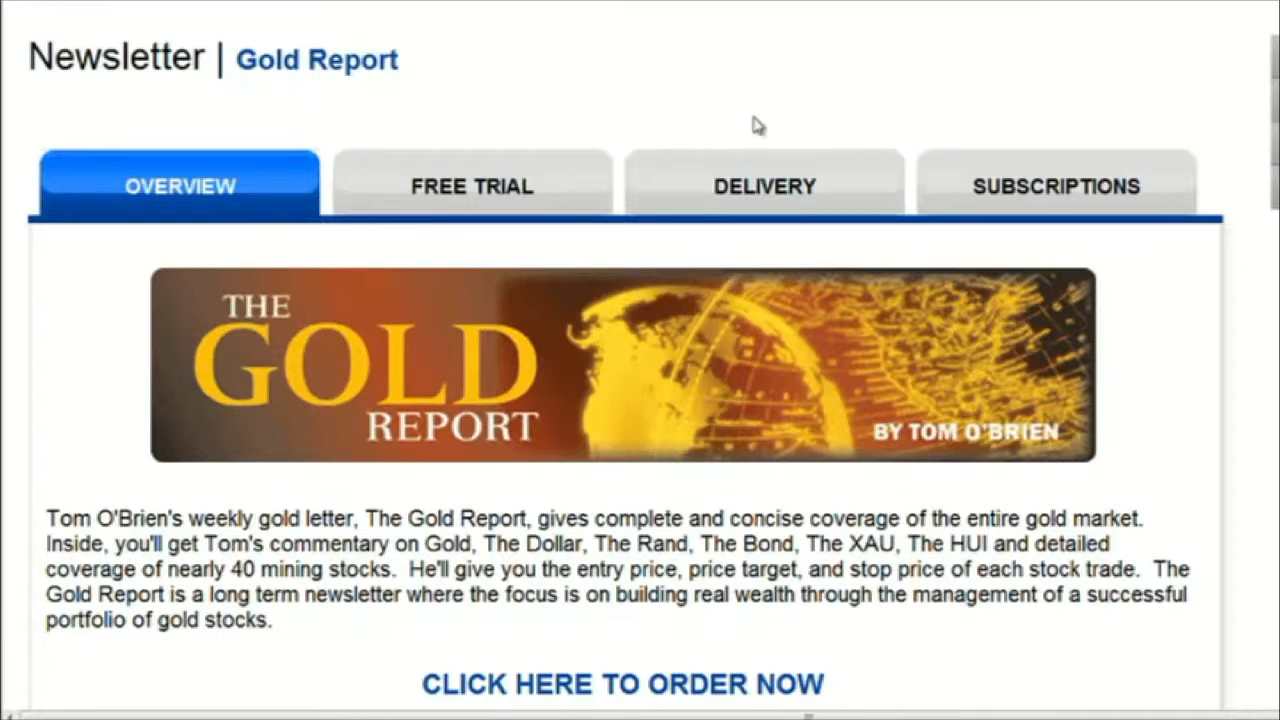 Newsletter | Gold Report
OVERVIEW
FREE TRIAL
DELIVERY
SUBSCRIPTIONS
THE
GOLD
REPORT
BY TOM O'BRIEN
Tom O'Brien's weekly gold letter, The Gold Report, gives complete and concise coverage of the entire gold market.
Inside, you'll get Tom's commentary on Gold, The Dollar, The Rand, The Bond, The XAU, The HUI and detailed
coverage of nearly 40 mining stocks.  He'll give you the entry price, price target, and stop price of each stock trade.  The
Gold Report is a long term newsletter where the focus is on building real wealth through the management of a successful
portfolio of gold stocks.
CLICK HERE TO ORDER NOW